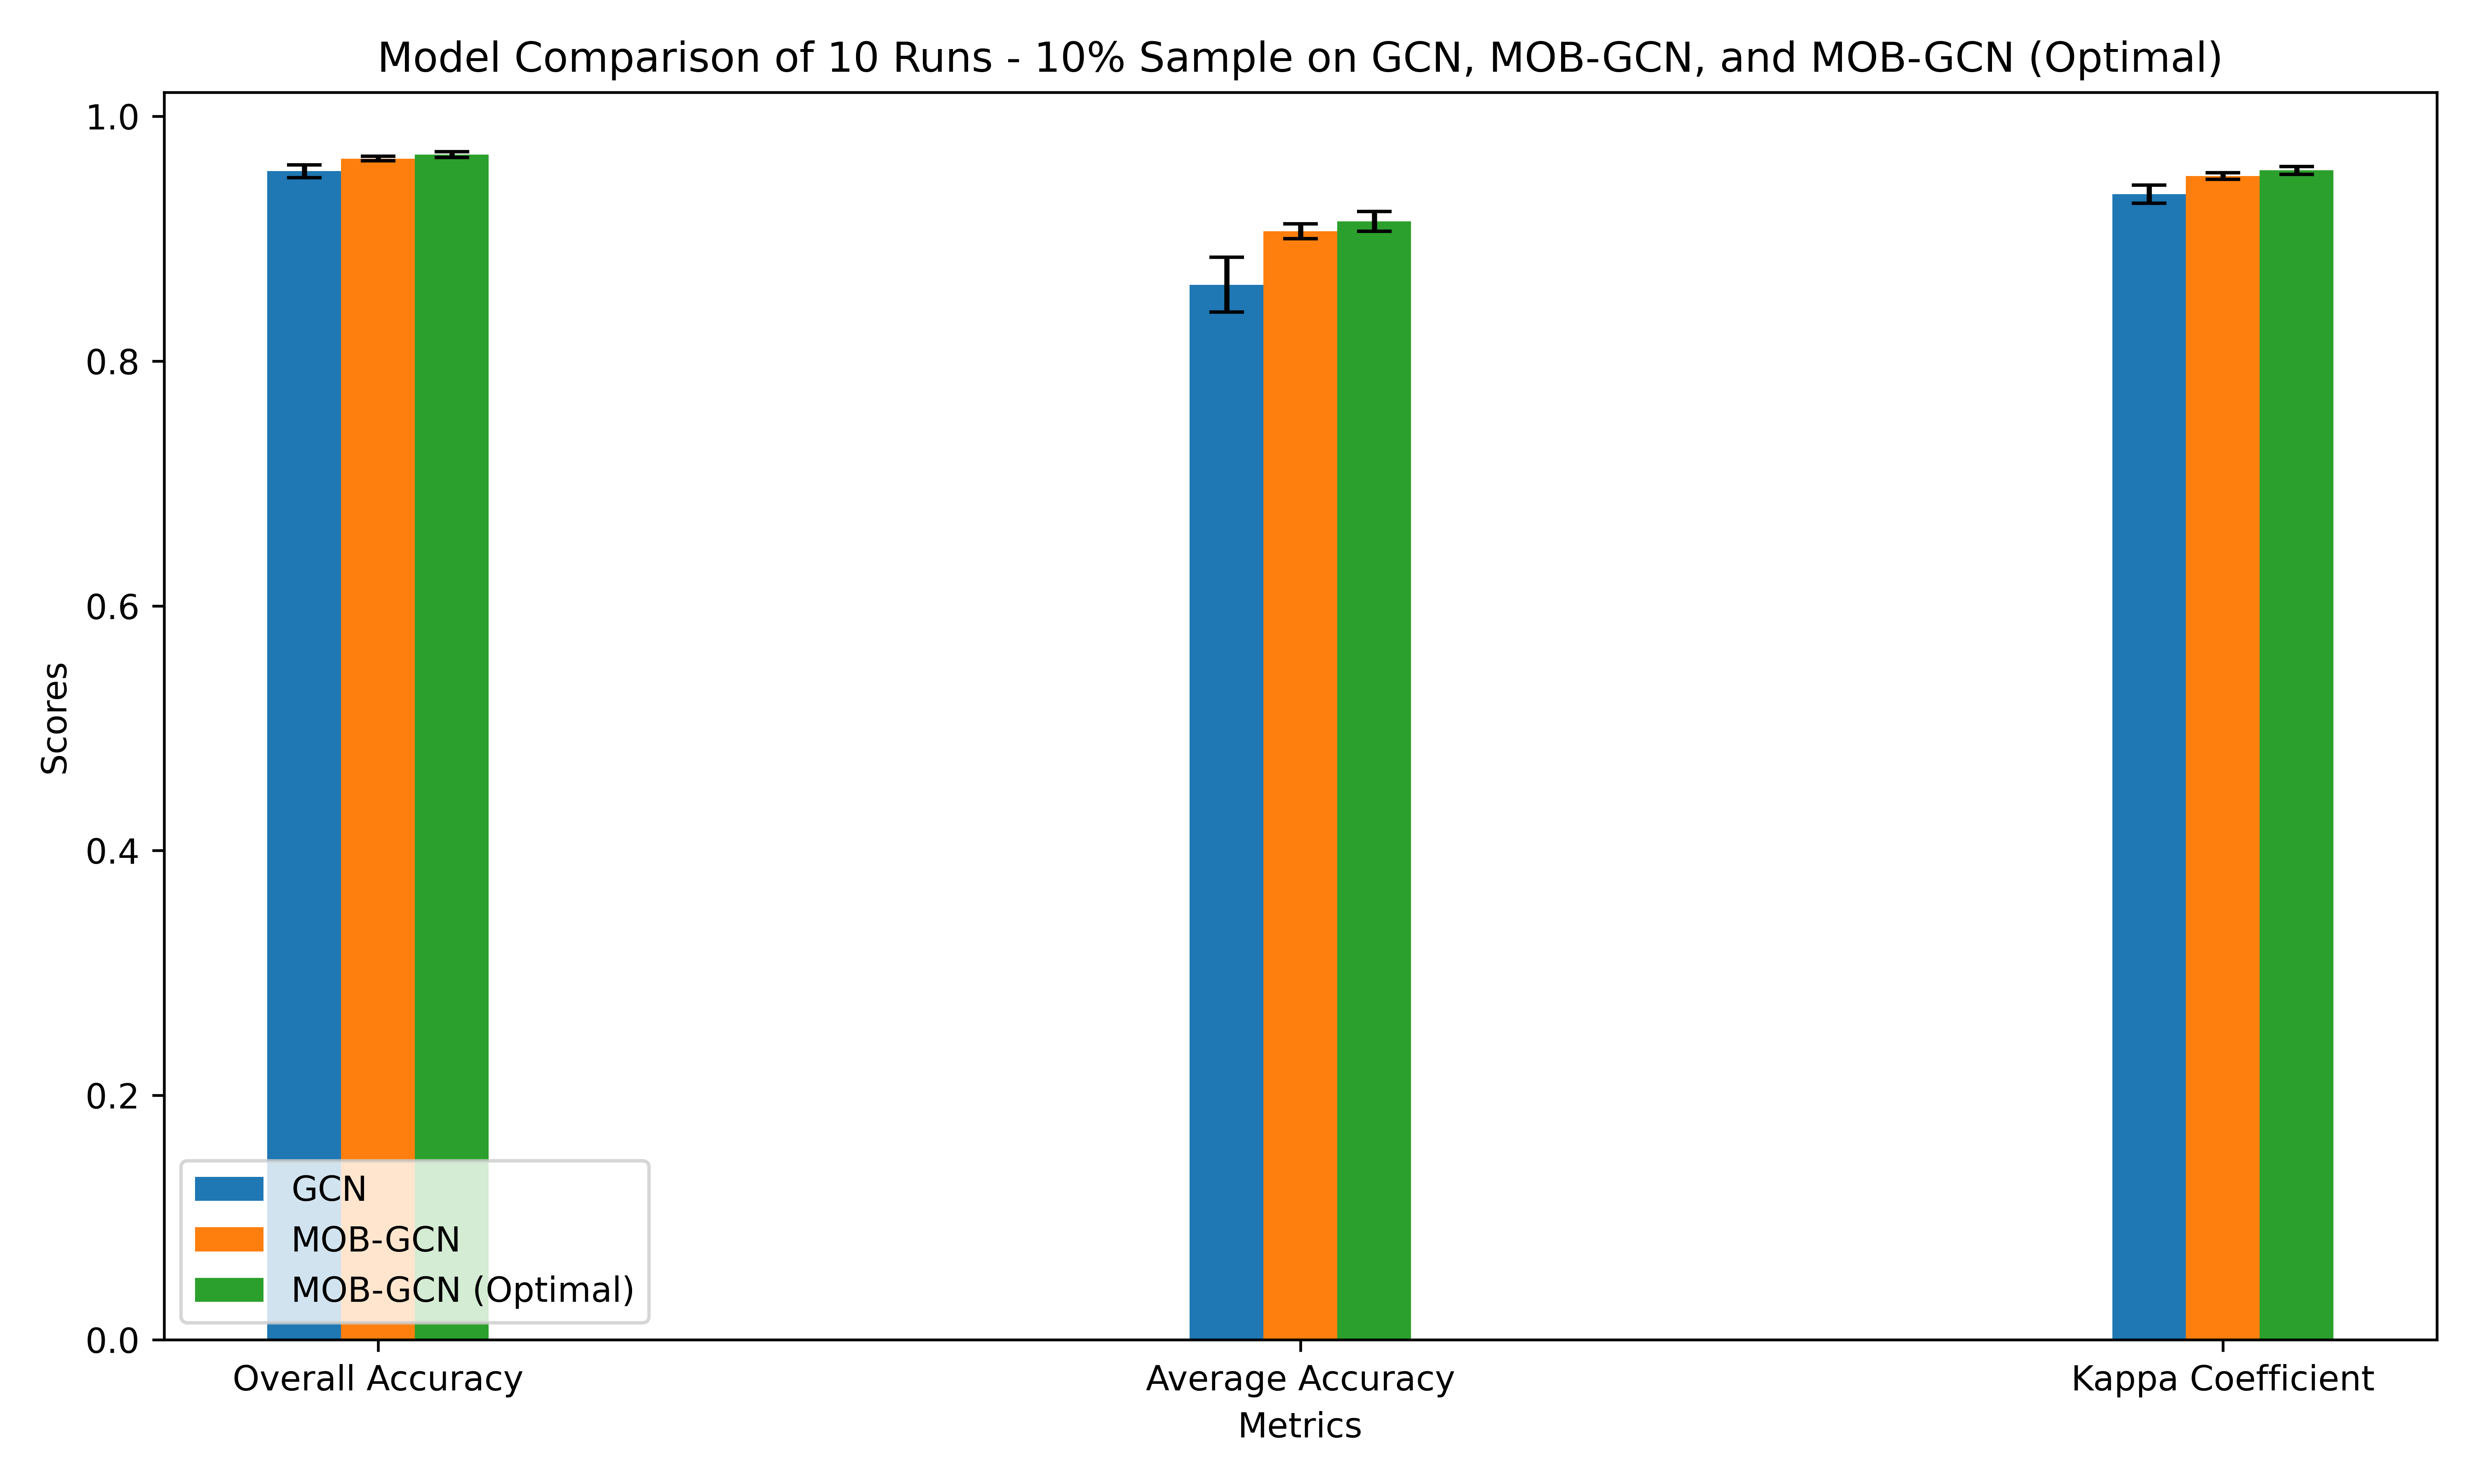 Model Comparison of 10 Runs - 10% Sample on GCN, MOB-GCN, and MOB-GCN (Optimal)
Scores
1.0
0.8
0.6
0.4
0.2
0.0
GCN
MOB-GCN
MOB-GCN (Optimal)
Overall Accuracy
Average Accuracy
Kappa Coefficient
Metrics